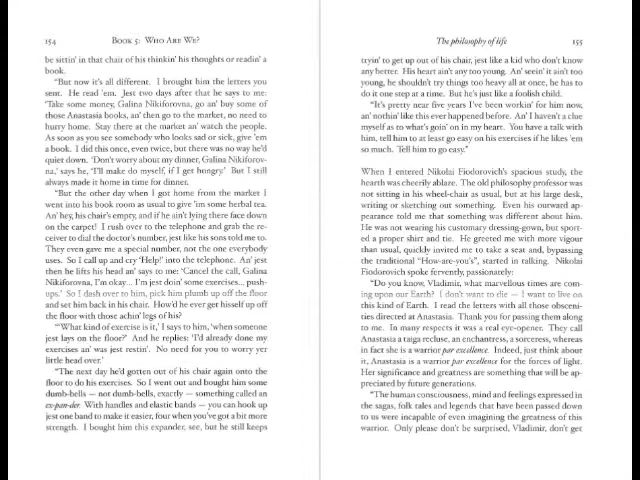 154 Book 5: Who Are We?
be sittin' in that chair of his thinkin' his thoughts or readin' a
book.
"But now it's all different. I brought him the letters you
sent. He read 'em. Jest two days after that he says to me:
'Take some money, Galina Nikiforovna, go an' buy some of
those Anastasia books, an' then go to the market, no need to
hurry home. Stay there at the market an' watch the people.
As soon as you see somebody who looks sad or sick, give 'em
a book. I did this once, even twice, but there was no way he'd
quiet down. 'Don't worry about my dinner, Galina Nikiforov-
na,' says he, 'I'll make do myself, if I get hungry.' But I still
always made it home in time for dinner.
"But the other day when I got home from the market I
went into his book room as usual to give 'im some herbal tea.
An' hey, his chair's empty, and if he ain't lying there face down
on the carpet! I rush over to the telephone and grab the re-
ceiver to dial the doctor's number, jest like his sons told me to.
They even gave me a special number, not the one everybody
uses. So I call up and cry 'Help!' into the telephone. An' jest
then he lifts his head an' says to me: 'Cancel the call, Galina
Nikiforovna, I'm okay... I'm jest doin' some exercises... push-
ups.' So I dash over to him, pick him plumb up off the floor
and set him back in his chair. How'd he ever get hisself up off
the floor with those achin' legs of his?
"'What kind of exercise is it,' I says to him, 'when someone
jest lays on the floor?' And he replies: 'I'd already done my
exercises an' was jest restin'. No need for you to worry yer
little head over.'
"The next day he'd gotten out of his chair again onto the
floor to do his exercises. So I went out and bought him some
dumb-bells — not dumb-bells, exactly — something called an
ex-pan-der. With handles and elastic bands — you can hook up
jest one band to make it easier, four when you've got a bit more
strength. I bought him this expander, see, but he still keeps
The philosophy of life 155
tryin' to get up out of his chair, jest like a kid who don't know
any better. His heart ain't any too young. An' seein' it ain't too
young, he shouldn't try things too heavy all at once, he has to
do it one step at a time. But he's jest like a foolish child.
"It's pretty near five years I've been workin' for him now,
an' nothin' like this ever happened before. An' I haven't a clue
myself as to what's goin' on in my heart. You have a talk with
him, tell him to at least go easy on his exercises if he likes 'em
so much. Tell him to go easy."
When I entered Nikolai Fiodorovich's spacious study, the
hearth was cheerily ablaze. The old philosophy professor was
not sitting in his wheel-chair as usual, but at his large desk,
writing or sketching out something. Even his outward ap-
pearance told me that something was different about him.
He was not wearing his customary dressing-gown, but sport-
ed a proper shirt and tie. He greeted me with more vigour
than usual, quickly invited me to take a seat and, bypassing
the traditional "How-are-you's", started in talking. Nikolai
Fiodorovich spoke fervently, passionately:
"Do you know, Vladimir, what marvellous times are com-
ing upon our Earth? I don't want to die — I want to live on
this kind of Earth. I read the letters with all those obsceni-
ties directed at Anastasia. Thank you for passing them along
to me. In many respects it was a real eye-opener. They call
Anastasia a taiga recluse, an enchantress, a sorceress, whereas
in fact she is a warrior par excellence. Indeed, just think about
it, Anastasia is a warrior par excellence for the forces of light.
Her significance and greatness are something that will be ap-
preciated by future generations.
"The human consciousness, mind and feelings expressed in
the sagas, folk tales and legends that have been passed down
to us were incapable of even imagining the greatness of this
warrior. Only please don't be surprised, Vladimir, don't get